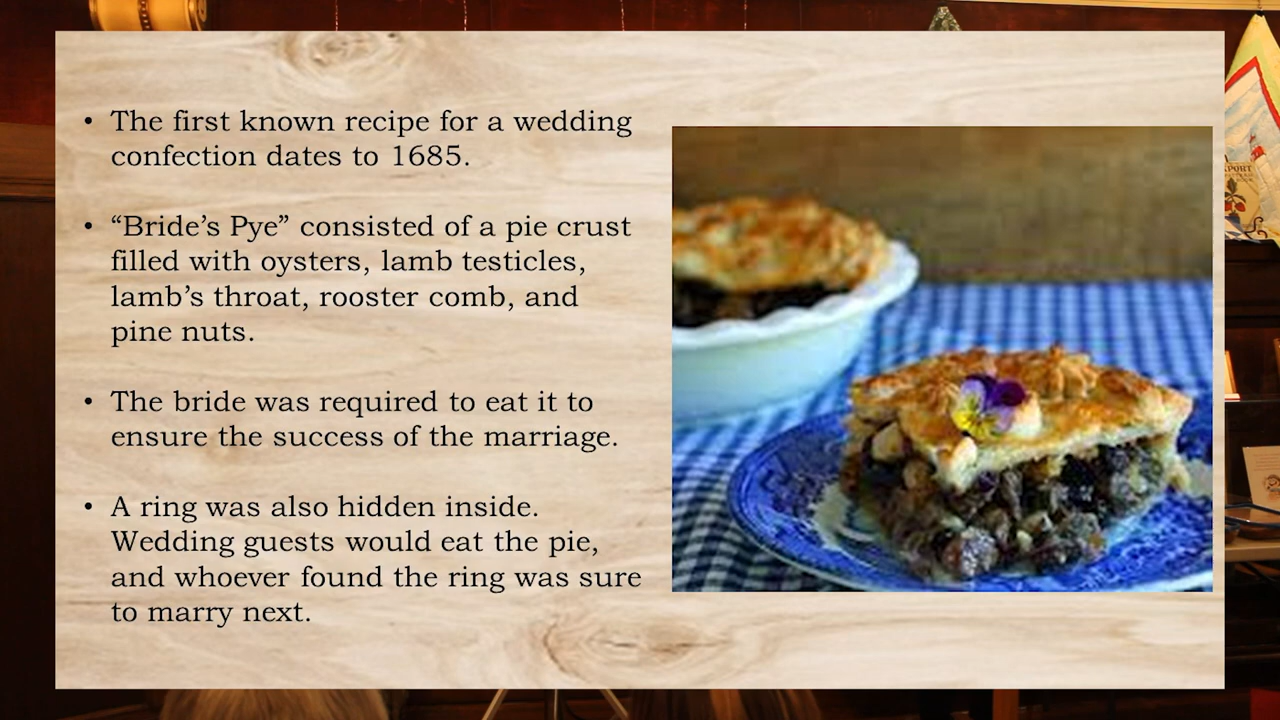 • The first known recipe for a wedding
confection dates to 1685.
• “Bride’s Pye” consisted of a pie crust
filled with oysters, lamb testicles,
lamb’s throat, rooster comb, and
pine nuts.
• The bride was required to eat it to
ensure the success of the marriage.
• A ring was also hidden inside.
Wedding guests would eat the pie,
and whoever found the ring was sure
to marry next.